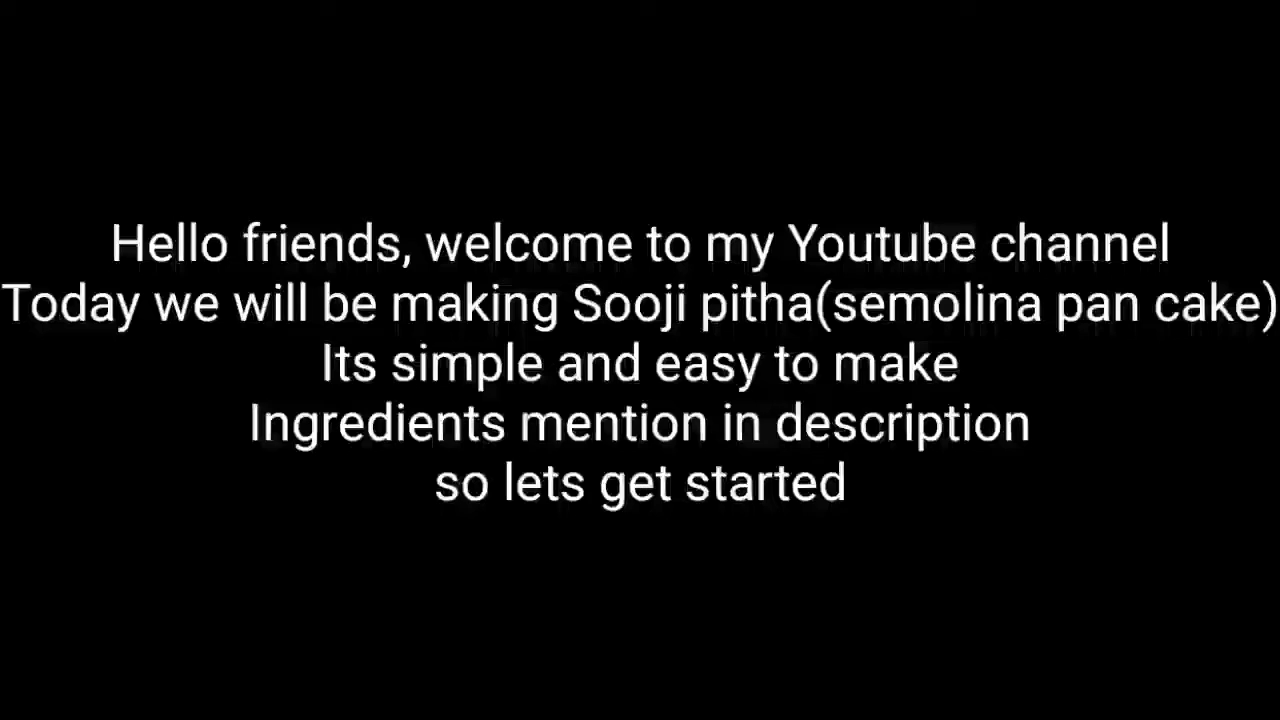 Hello friends, welcome to my Youtube channel
Today we will be making Sooji pitha(semolina pan cake)
Its simple and easy to make
Ingredients mention in description
so lets get started